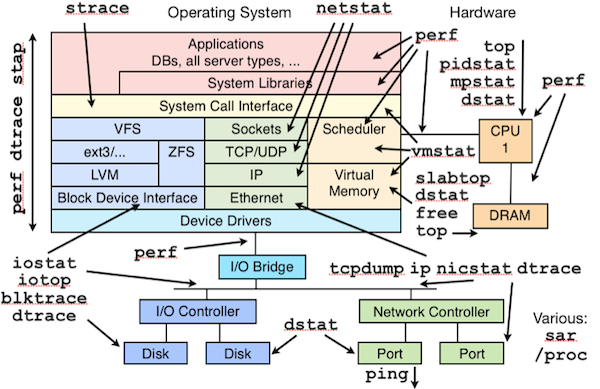 strace
Operating System
netstat
Hardware
perf dtrace stap
Applications
DBs, all server types, ...
System Libraries
System Call Interface
VFS
Sockets
Scheduler
ext3/...
ZFS
TCP/UDP
LVM
IP
Virtual
Memory
Block Device Interface
Ethernet
Device Drivers
perf
top
pidstat
mpstat
dstat
perf
CPU
1
vmstat
slabtop
dstat
free
top
DRAM
iostat
iotop
blktrace
dtrace
perf
I/O Bridge
tcpdump ip nicstat dtrace
I/O Controller
Network Controller
Disk
Disk
dstat
Port
Port
ping
Various:
sar
/proc